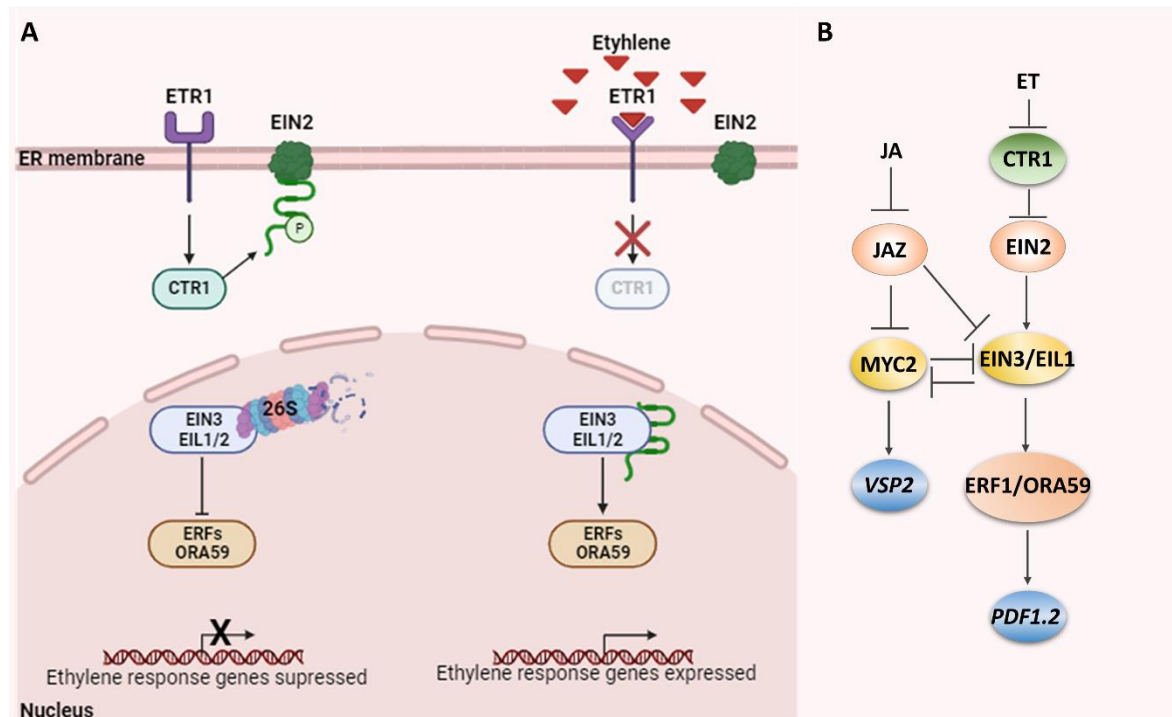 A
Etyhlene
ETR1
ETR1
EIN2
EIN2
ER membrane
P
CTR1
CTR1
26S
EIN3
EIL1/2
EIN3
EIL1/2
ERFs
ORA59
ERFs
ORA59
X
Ethylene response genes supressed
Ethylene response genes expressed
Nucleus
B
ET
JA
CTR1
JAZ
EIN2
MYC2
EIN3/EIL1
VSP2
ERF1/ORA59
PDF1.2